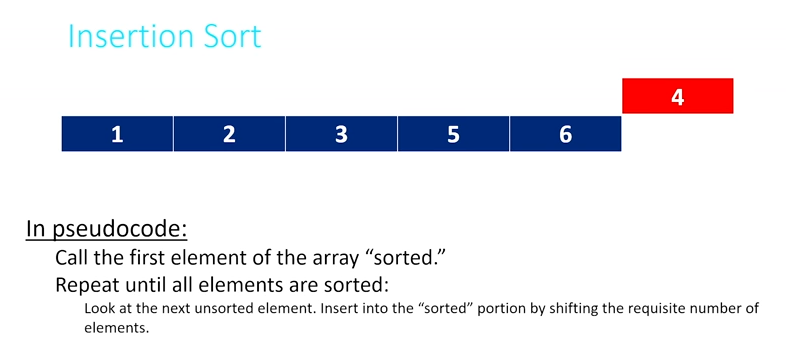 Insertion Sort
4
1 2 3 5 6
In pseudocode:
Call the first element of the array “sorted.”
Repeat until all elements are sorted:
Look at the next unsorted element. Insert into the “sorted” portion by shifting the requisite number of
elements.